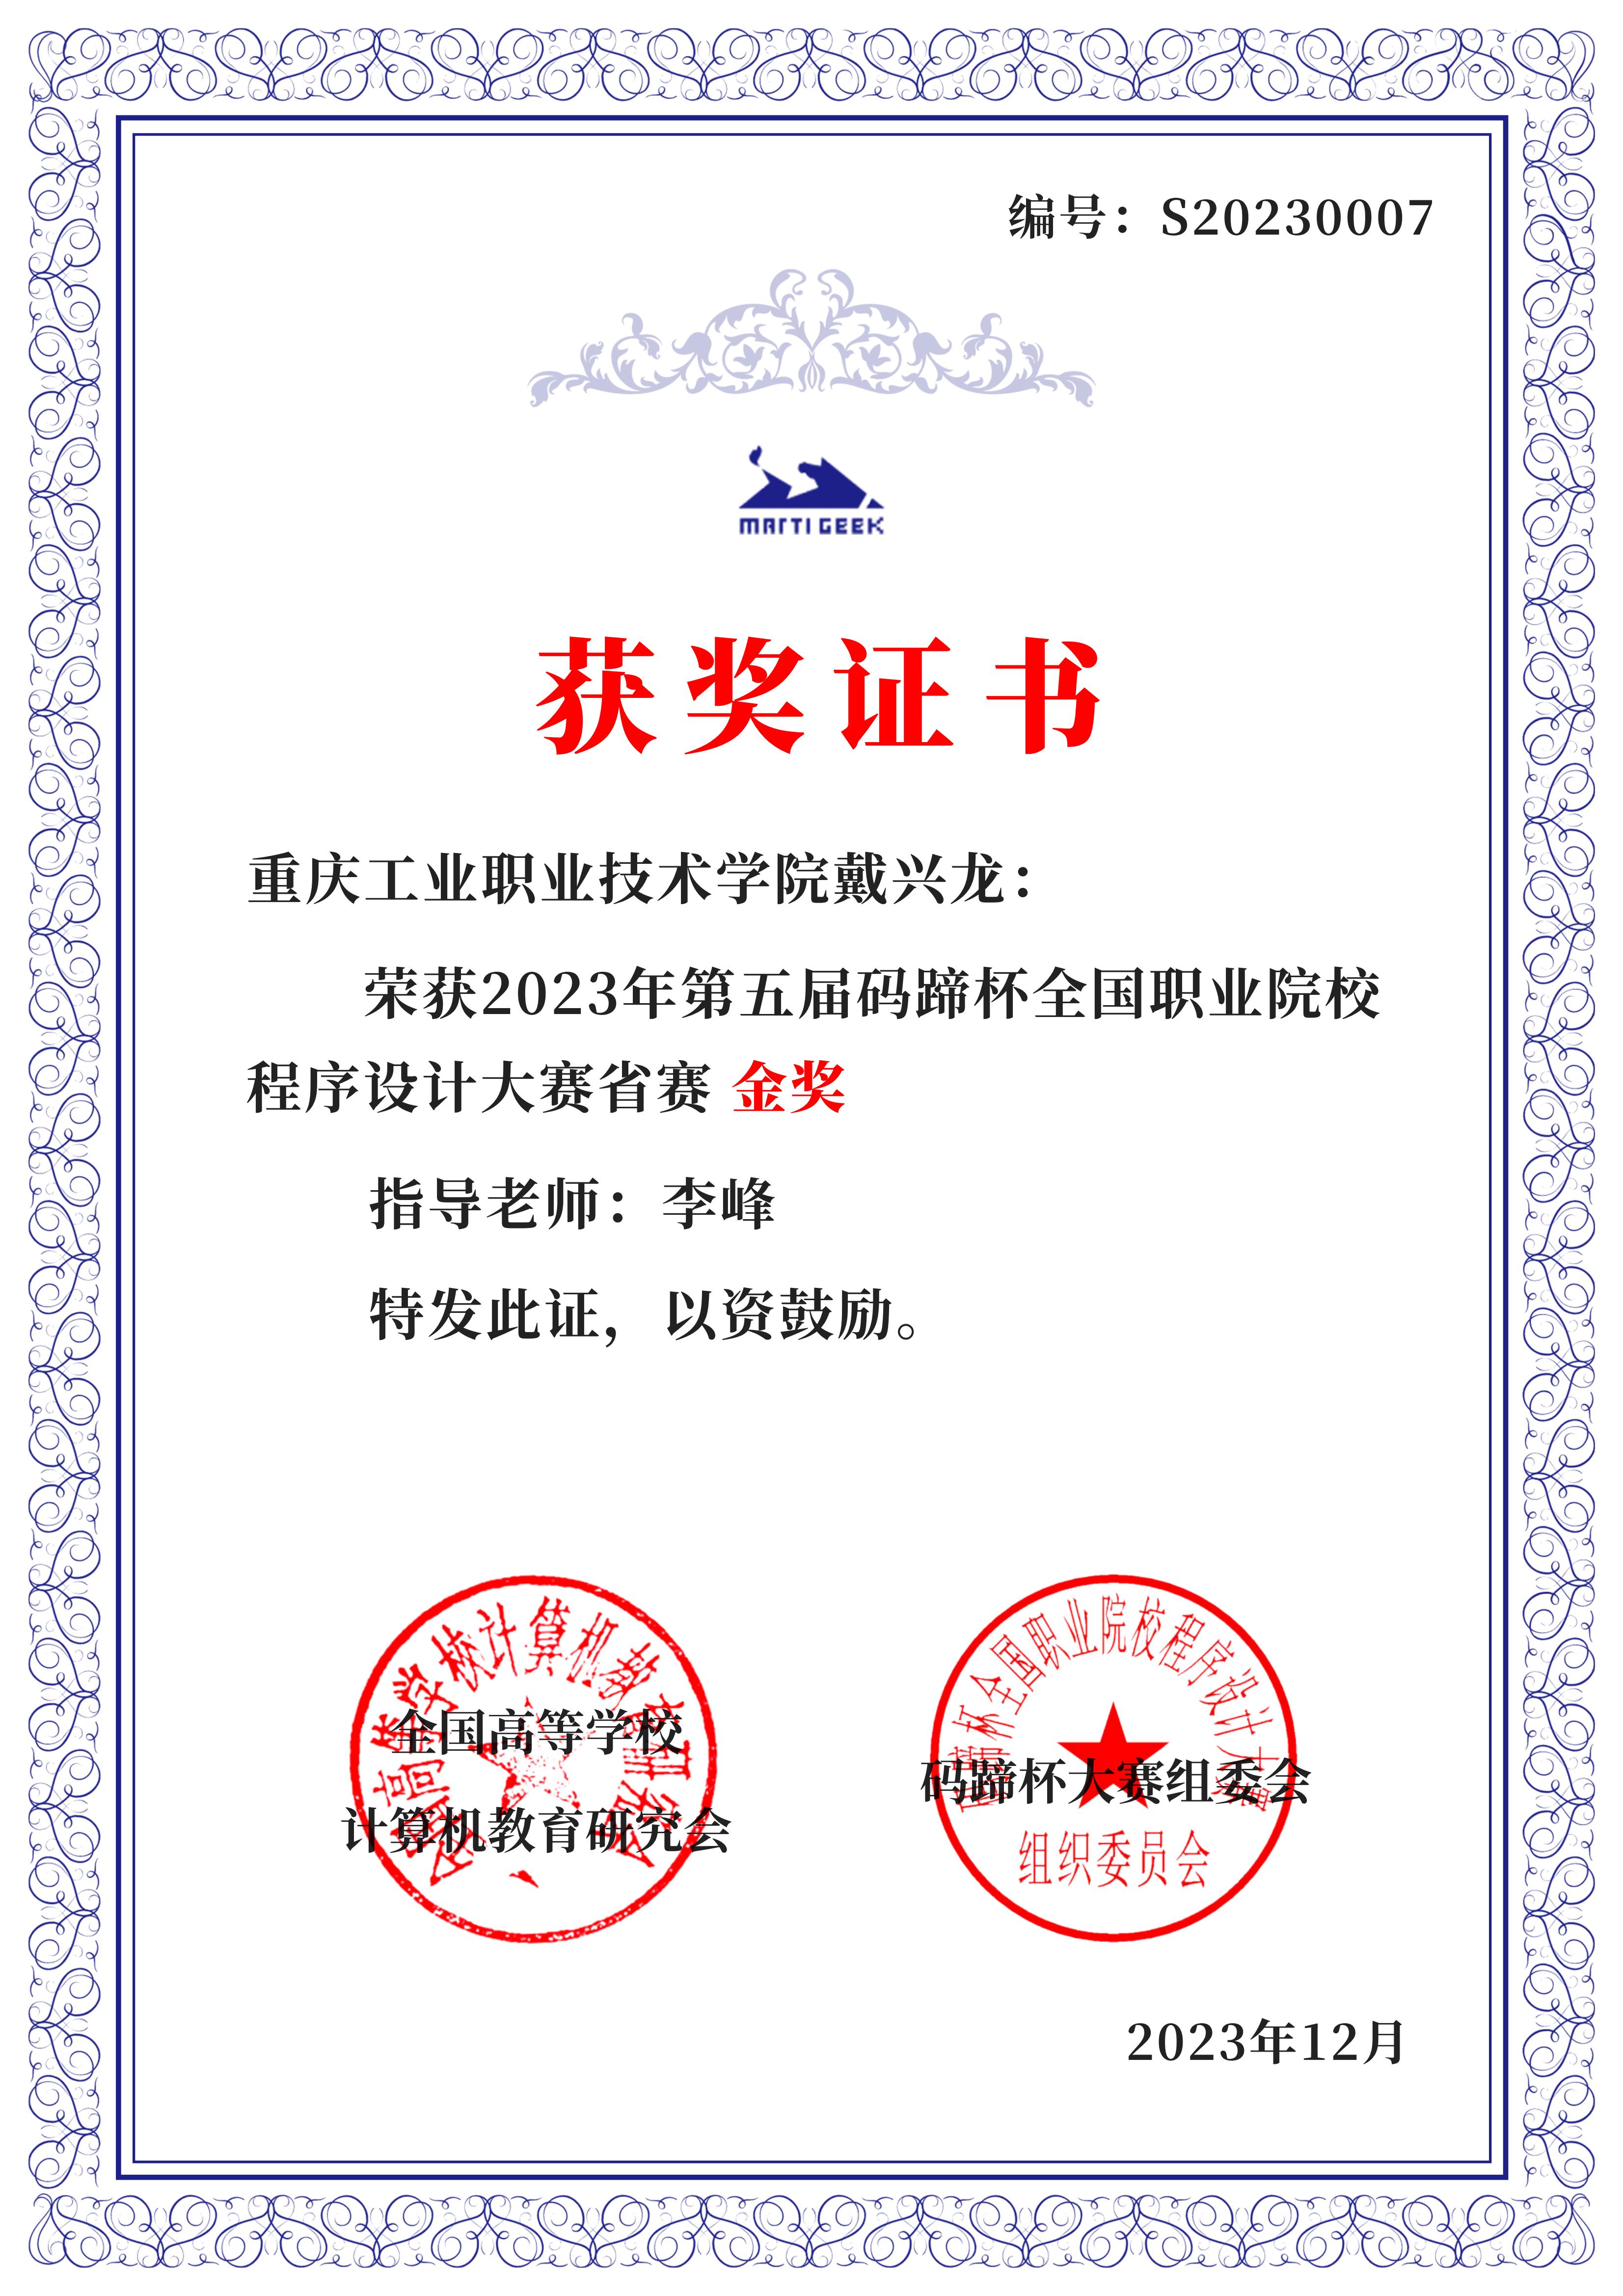 编号：S20230007
MARTI GEEK
获奖证书
重庆工业职业技术学院戴兴龙：
荣获2023年第五届码蹄杯全国职业院校
程序设计大赛省赛 金奖
指导老师：李峰
特发此证，以资鼓励。
全国高等学校计算机教育研究会
全国高等学校
计算机教育研究会
码蹄杯全国职业院校程序设计大赛
码蹄杯大赛组委会
组织委员会
2023年12月